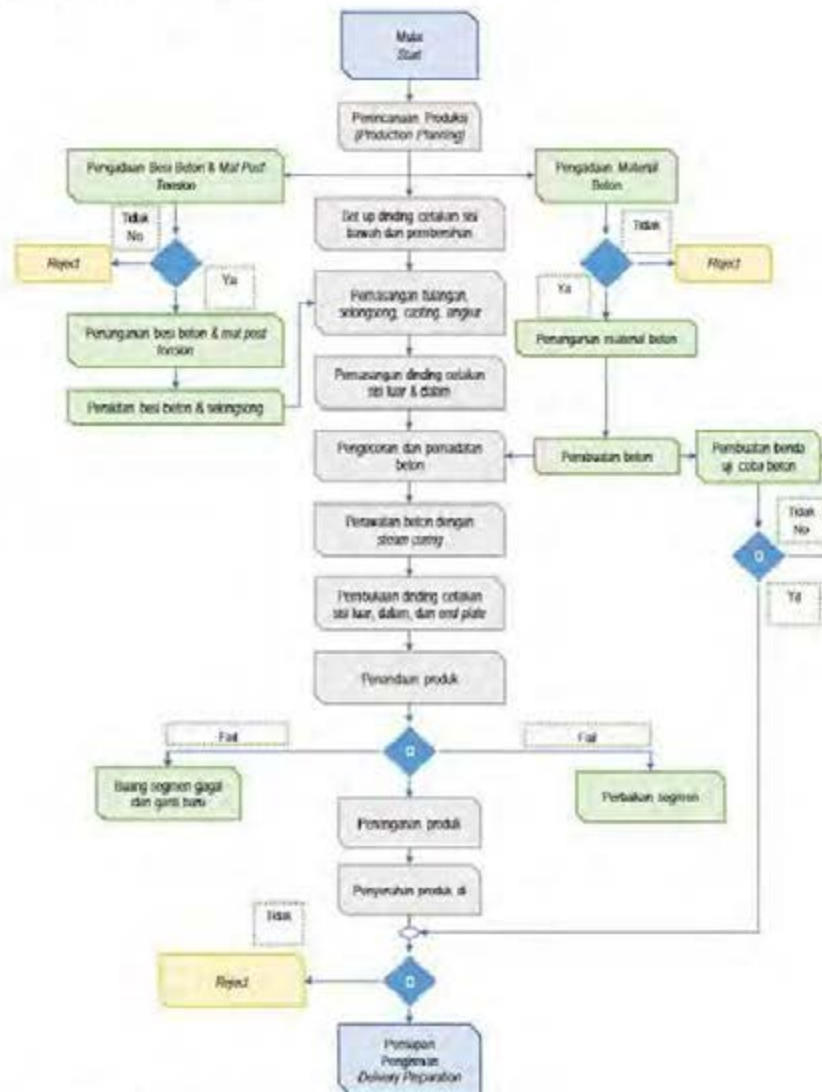 Mulai
Start
Perencanaan Produksi
(Production Planning)
Pengadaan Besi Beton & Mat Post
Tension
Pengadaan Material
Beton
Tidak
No
Set up dinding cetakan sisi
bawah dan pembersihan
Tidak
Reject
Ya
Reject
Ya
Pemasangan tulangan,
selongsong, casting, angkur
Penanganan besi beton & mat post
tension
Penanganan material beton
Pemasangan dinding cetakan
sisi luar & dalam
Perakitan besi beton & selongsong
Pengecoran dan pemadatan
beton
Pembuatan beton
Pembuatan benda
uji coba beton
Tidak
No
Perawatan beton dengan
steam curing
Q
Ya
Pembukaan dinding cetakan
sisi luar, dalam, dan end plate
Penandaan produk
Fail
Fail
Buang segmen gagal
dan ganti baru
Perbaikan segmen
Penanganan produk
produk di
Tidak
Reject
Persiapan
Pengiriman
Delivery Preparation